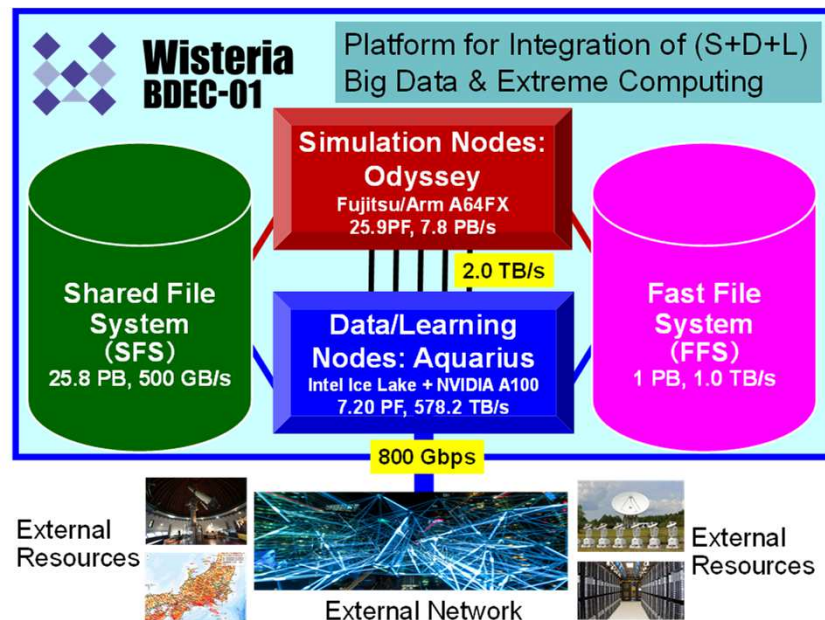 Wisteria
BDEC-01
Platform for Integration of (S+D+L)
Big Data & Extreme Computing
Simulation Nodes:
Odyssey
Fujitsu/Arm A64FX
25.9PF, 7.8 PB/s
2.0 TB/s
Shared File
System
(SFS)
25.8 PB, 500 GB/s
Data/Learning
Nodes: Aquarius
Intel Ice Lake + NVIDIA A100
7.20 PF, 578.2 TB/s
Fast File
System
(FFS)
1 PB, 1.0 TB/s
800 Gbps
External
Resources
External Network
External
Resources